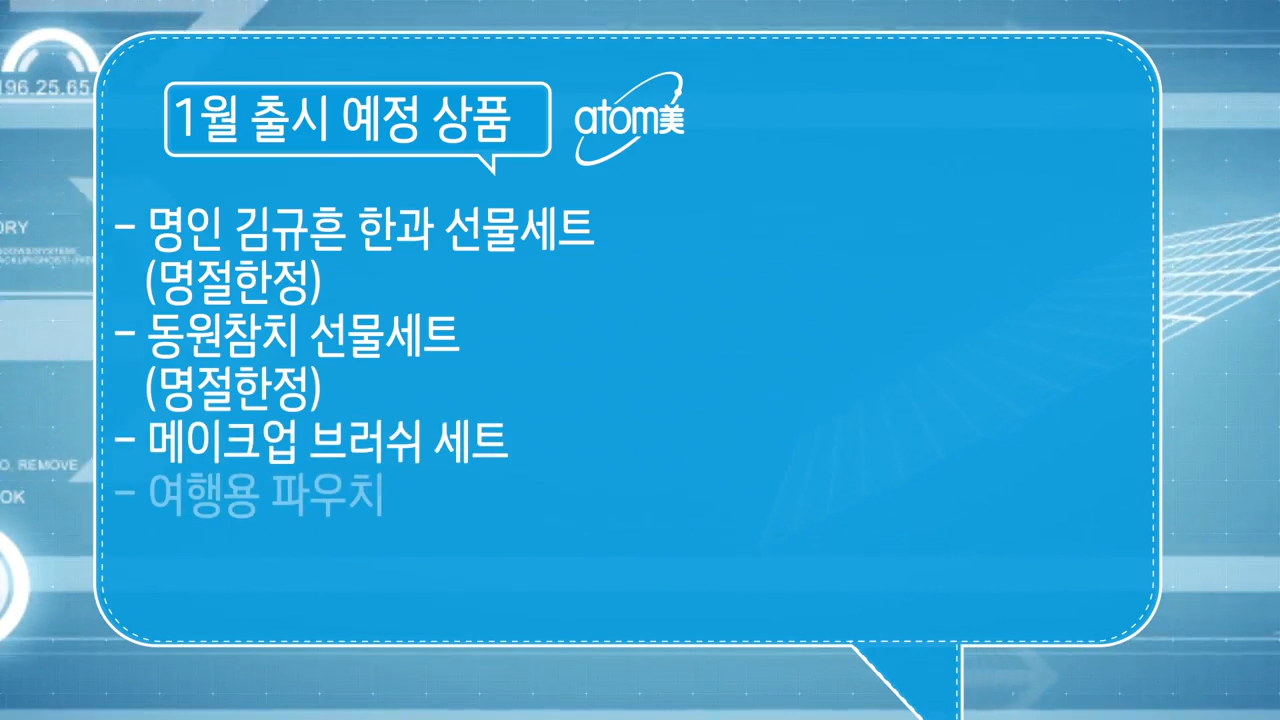 196.25.65.
1월 출시 예정 상품
atom美
- 명인 김규흔 한과 선물세트
(명절한정)
- 동원참치 선물세트
(명절한정)
- 메이크업 브러쉬 세트
- 여행용 파우치
ORY
O. REMOVE
OK